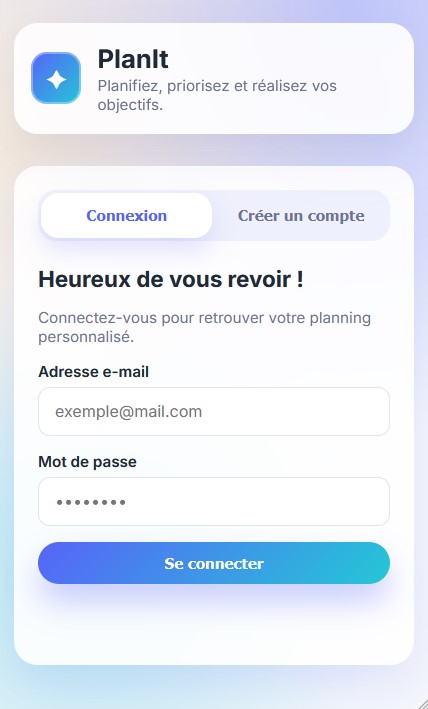 PlanIt
Planifiez, priorisez et réalisez vos
objectifs.
Connexion
Créer un compte
Heureux de vous revoir !
Connectez-vous pour retrouver votre planning
personnalisé.
Adresse e-mail
exemple@mail.com
Mot de passe
••••••••
Se connecter